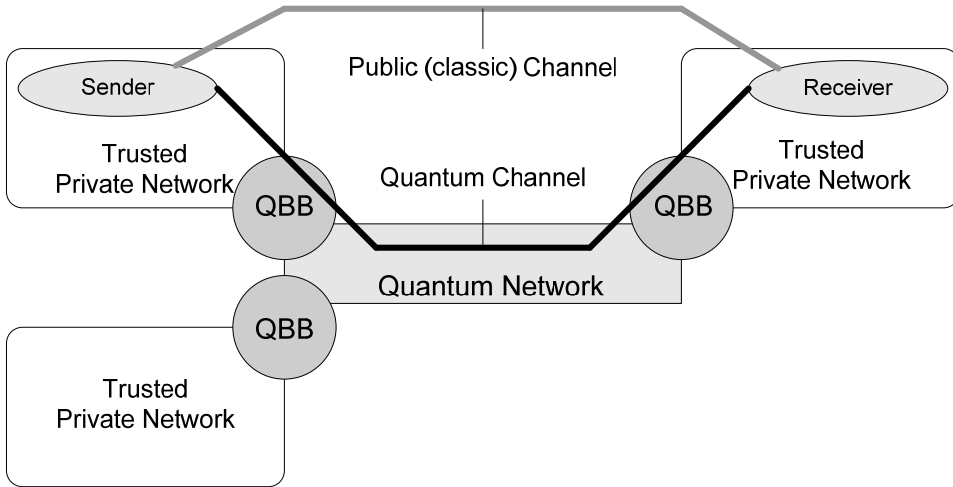 Public (classic) Channel
Sender
Receiver
Trusted
Private Network
Trusted
Private Network
Quantum Channel
QBB
QBB
Quantum Network
QBB
Trusted
Private Network